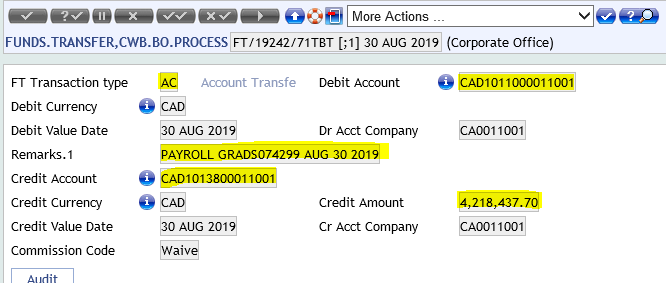 More Actions ...
FUNDS.TRANSFER,CWB.BO.PROCESS FT/19242/71TBT [;1] 30 AUG 2019 (Corporate Office)
FT Transaction type AC Account Transfe Debit Account CAD1011000011001
Debit Currency CAD
Debit Value Date 30 AUG 2019 Dr Acct Company CA0011001
Remarks.1 PAYROLL GRADS074299 AUG 30 2019
Credit Account CAD1013800011001
Credit Currency CAD Credit Amount 4,218,437.70
Credit Value Date 30 AUG 2019 Cr Acct Company CA0011001
Commission Code Waive
Audit